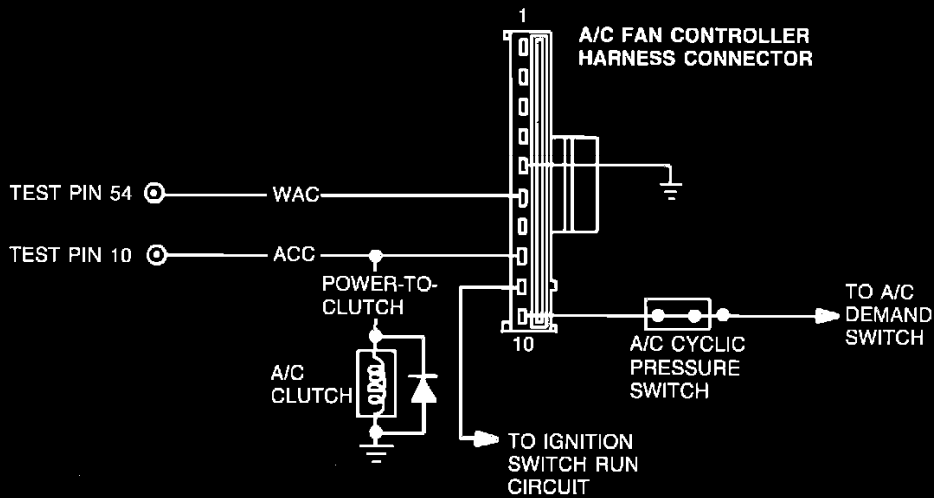 1
A/C FAN CONTROLLER
HARNESS CONNECTOR
TEST PIN 54
WAC
TEST PIN 10
ACC
POWER-TO-
CLUTCH
A/C
CLUTCH
10
A/C CYCLIC
PRESSURE
SWITCH
TO A/C
DEMAND
SWITCH
TO IGNITION
SWITCH RUN
CIRCUIT